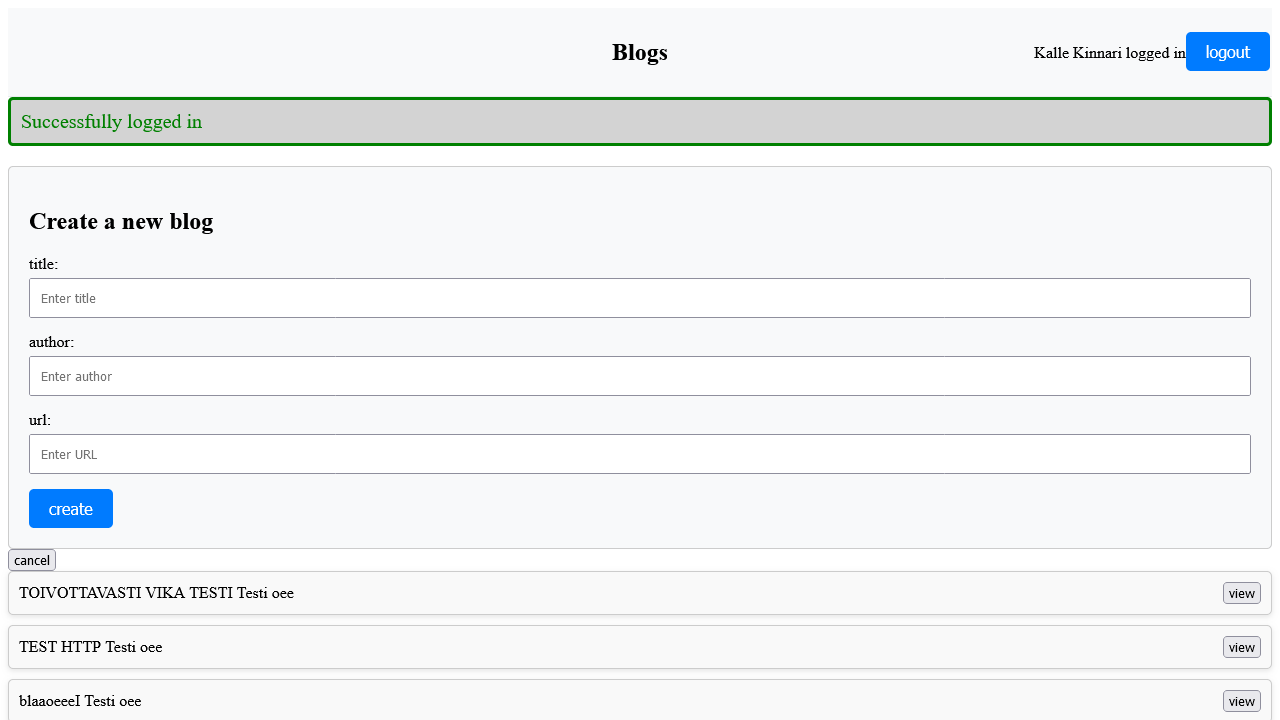 Blogs
Kalle Kinnari logged in
logout
Successfully logged in
Create a new blog
title:
Enter title
author:
Enter author
url:
Enter URL
create
cancel
TOIVOTTAVASTI VIKA TESTI Testi oee
view
TEST HTTP Testi oee
view
blaaoeeeI Testi oee
view